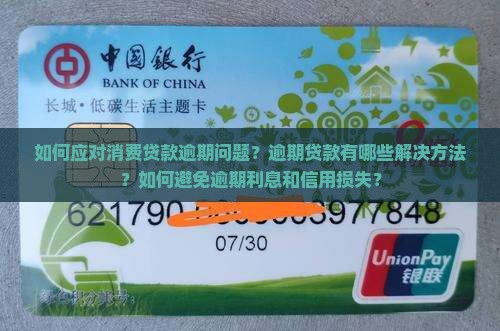 中国银行
BANK OF CHINA
长城·低碳生活主题卡
如何应对消费贷款逾期问题？逾期贷款有哪些解决方法
？如何避免逾期利息和信用损失？
07/30
UnionPay
银联